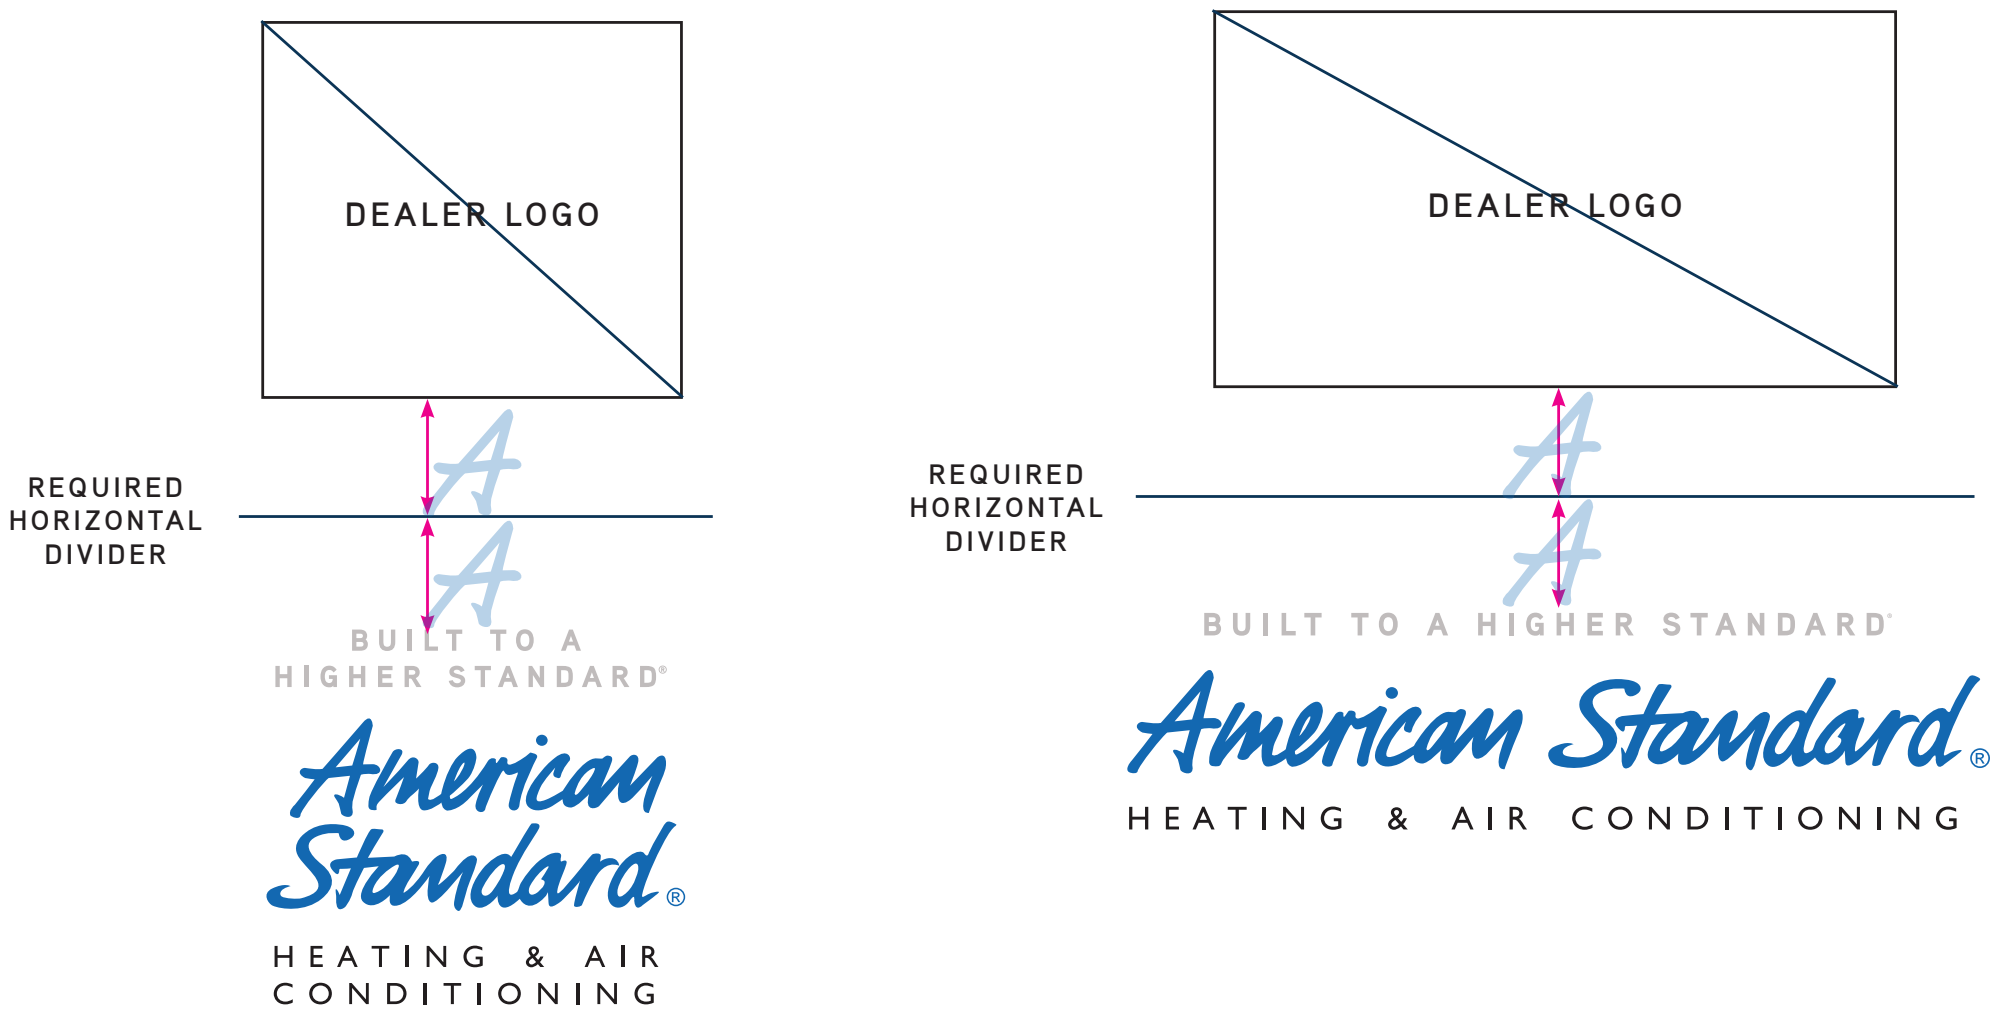 DEALER LOGO
A
REQUIRED
HORIZONTAL
DIVIDER
A
BUILT TO A
HIGHER STANDARD®
American
Standard®
HEATING & AIR
CONDITIONING
DEALER LOGO
A
REQUIRED
HORIZONTAL
DIVIDER
A
BUILT TO A HIGHER STANDARD®
American Standard®
HEATING & AIR CONDITIONING